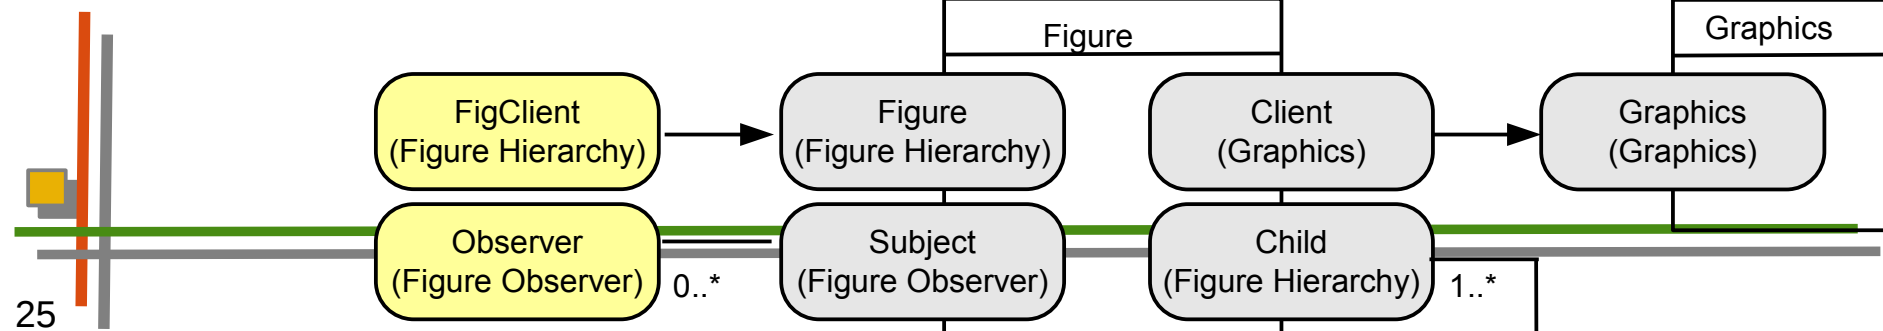 Figure
Graphics
FigClient
(Figure Hierarchy)
Figure
(Figure Hierarchy)
Client
(Graphics)
Graphics
(Graphics)
Observer
(Figure Observer)
0..*
Subject
(Figure Observer)
Child
(Figure Hierarchy)
1..*
25